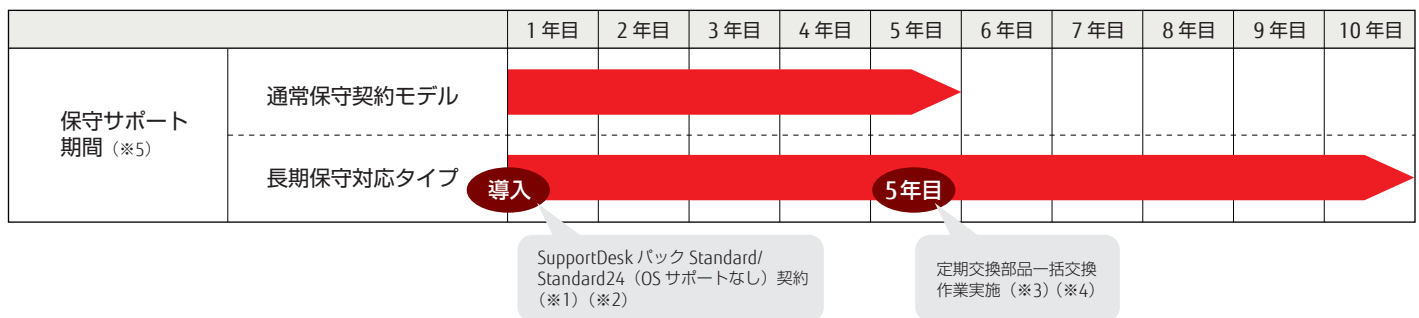 1年目 2年目 3年目 4年目 5年目 6年目 7年目 8年目 9年目 10年目
保守サポート
期間（※5）
通常保守契約モデル
長期保守対応タイプ
導入
5年目
SupportDesk パック Standard/
Standard24（OS サポートなし）契約
（※1）（※2）
定期交換部品一括交換
作業実施（※3）（※4）